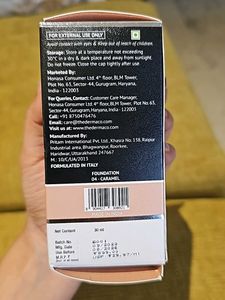 FOR EXTERNAL USE ONLY
Avoid contact with eyes & Keep out of reach of children.
Storage: Store at a temperature not exceeding
30°C in a dry & dark place and away from sunlight
Do not freeze. Close the cap tightly after use
Marketed By:
Honasa Consumer Ltd. 4th floor, BLM Tower,
Plot No. 63, Sector-44, Gurugram, Haryana,
India - 122003
For Queries, Contact: Customer Care Manager,
Honasa Consumer Ltd. 4th floor, BLM Tower,
Plot No. 63, Sector-44, Gurugram, Haryana,
India - 122003
Call: +91 8750476476
Email: care@thedermaco.com
Visit us: www.thedermaco.com
Manufactured by:
Pritam International Pvt. Ltd., Khasra No. 138, Raipur
Industrial area, Bhagwanpur, Roorkee,
Haridwar, Uttarakhand 247667
M: 10/C/UA/2013
FORMULATED IN ITALY
FOUNDATION
04 - CARAMEL
Net Content
30 ml
Batch No
E001
Mfg. Date
Use Before
M.R.P. ₹